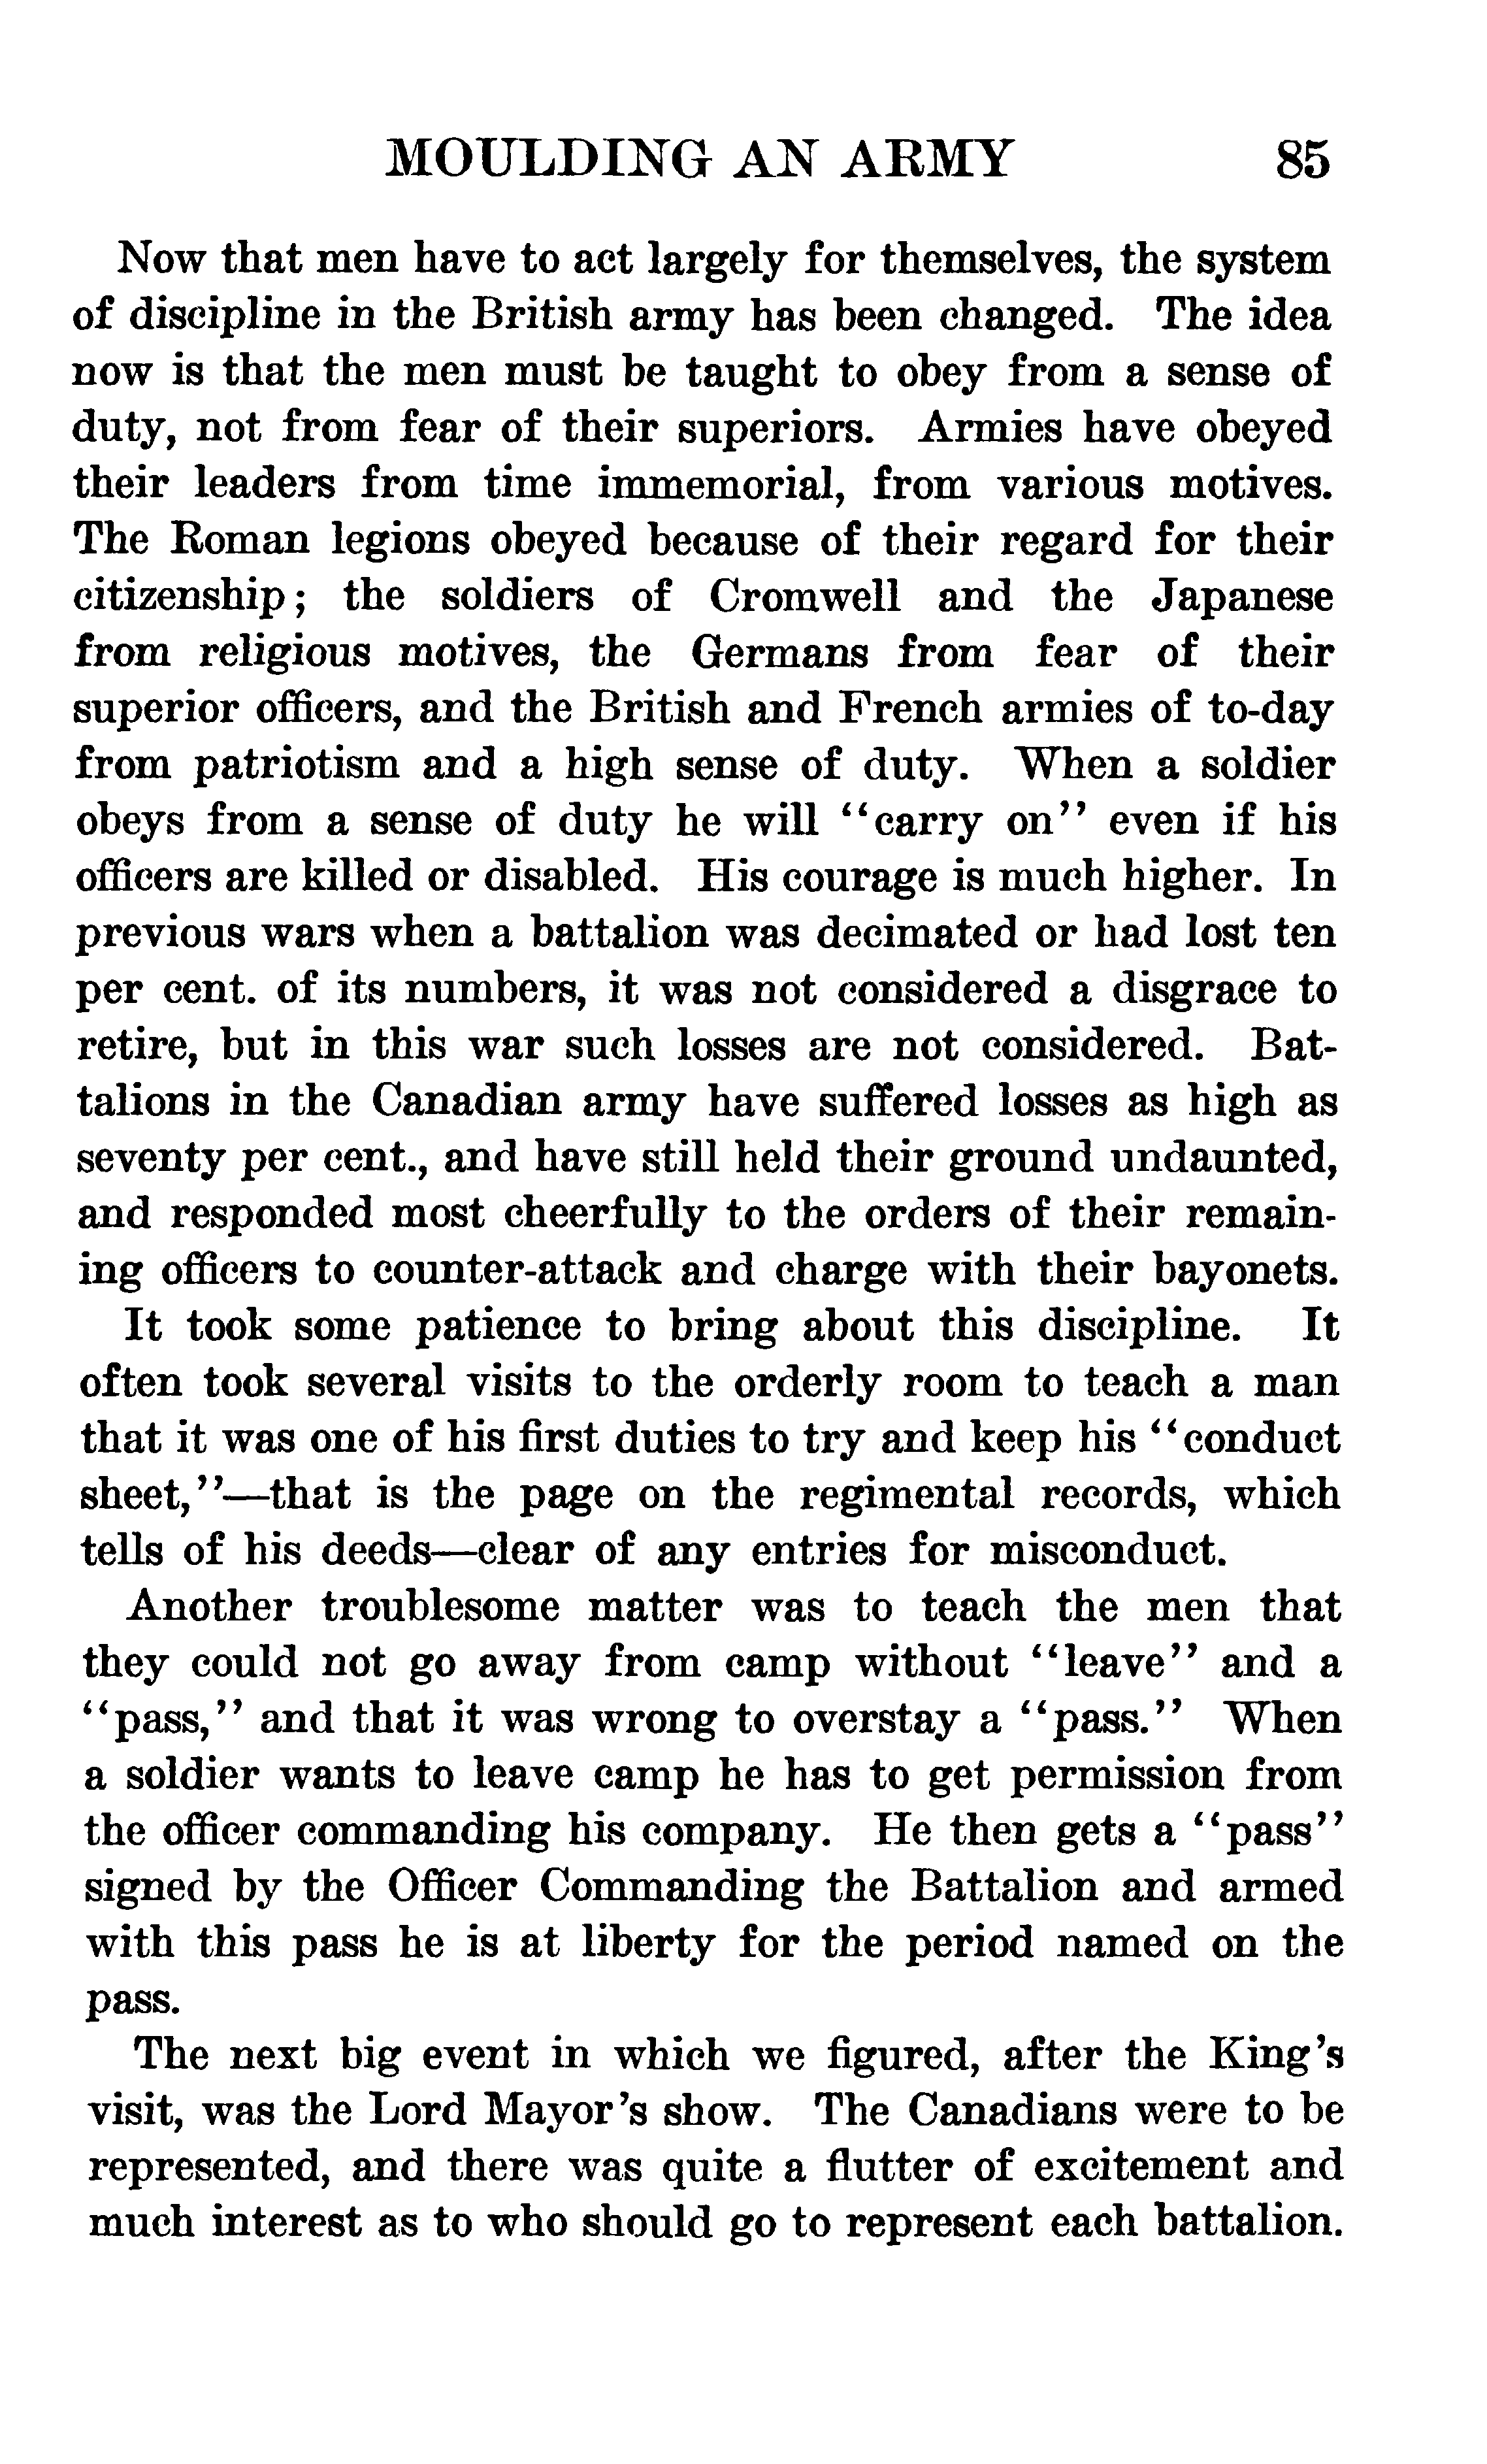 MOULDING AN ARMY 85
Now that men have to act largely for themselves, the system
of discipline in the British army has been changed. The idea
now is that the men must be taught to obey from a sense of
duty, not from fear of their superiors. Armies have obeyed
their leaders from time immemorial, from various motives.
The Roman legions obeyed because of their regard for their
citizenship; the soldiers of Cromwell and the Japanese
from religious motives, the Germans from fear of their
superior officers, and the British and French armies of to-day
from patriotism and a high sense of duty. When a soldier
obeys from a sense of duty he will "carry on" even if his
officers are killed or disabled. His courage is much higher. In
previous wars when a battalion was decimated or had lost ten
per cent. of its numbers, it was not considered a disgrace to
retire, but in this war such losses are not considered. Bat-
talions in the Canadian army have suffered losses as high as
seventy per cent., and have still held their ground undaunted,
and responded most cheerfully to the orders of their remain-
ing officers to counter-attack and charge with their bayonets.
It took some patience to bring about this discipline. It
often took several visits to the orderly room to teach a man
that it was one of his first duties to try and keep his "conduct
sheet,"—that is the page on the regimental records, which
tells of his deeds—clear of any entries for misconduct.
Another troublesome matter was to teach the men that
they could not go away from camp without "leave" and a
"pass," and that it was wrong to overstay a "pass." When
a soldier wants to leave camp he has to get permission from
the officer commanding his company. He then gets a "pass"
signed by the Officer Commanding the Battalion and armed
with this pass he is at liberty for the period named on the
pass.
The next big event in which we figured, after the King's
visit, was the Lord Mayor's show. The Canadians were to be
represented, and there was quite a flutter of excitement and
much interest as to who should go to represent each battalion.